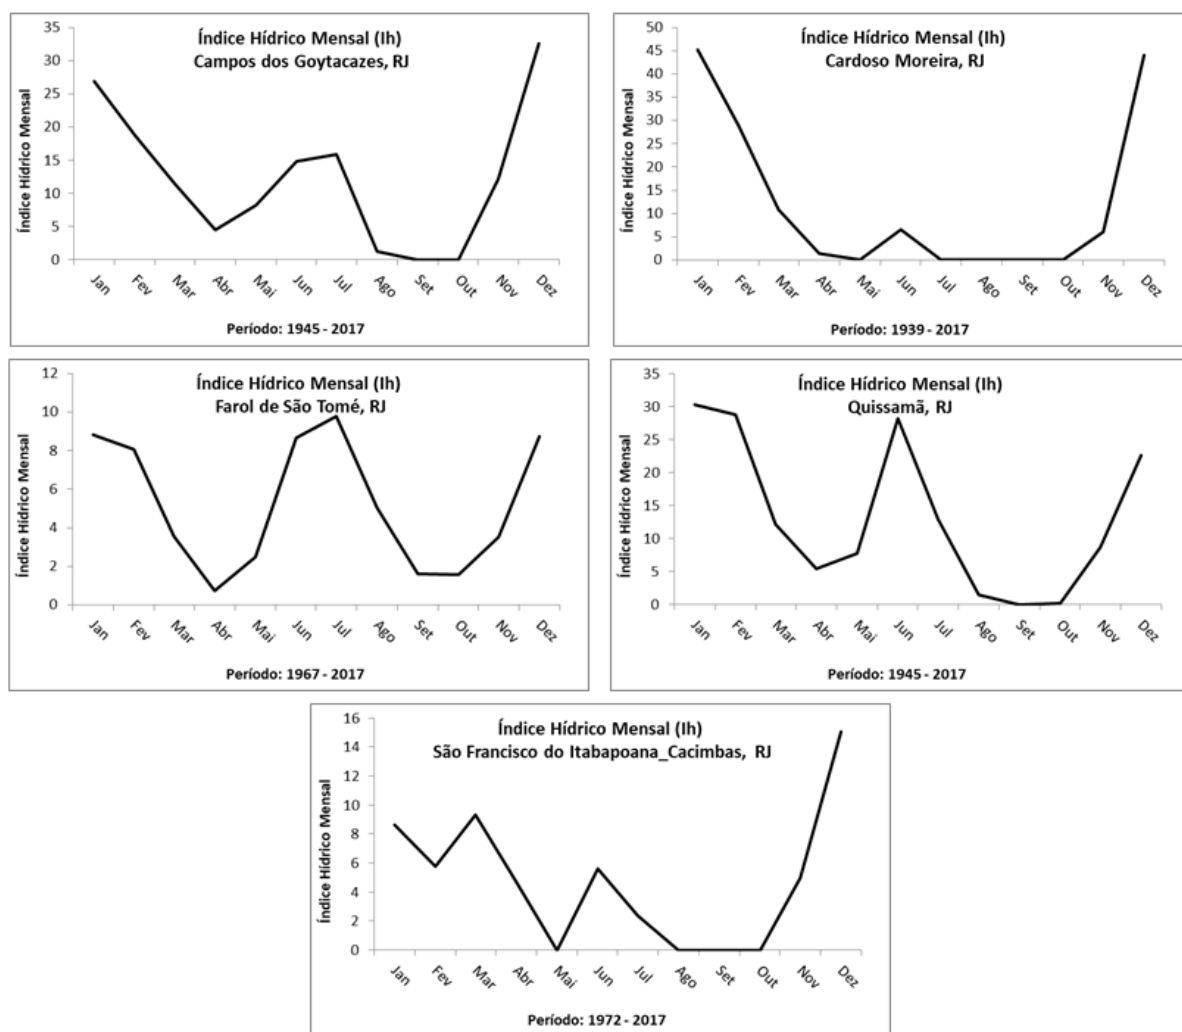 Índice Hídrico Mensal (Ih)
Campos dos Goytacazes, RJ
Índice Hídrico Mensal
35
30
25
20
15
10
5
0
Jan Fev Mar Abr Mai Jun Jul Ago Set Out Nov Dez
Período: 1945 - 2017
Índice Hídrico Mensal (Ih)
Cardoso Moreira, RJ
Índice Hídrico Mensal
50
45
40
35
30
25
20
15
10
5
0
Jan Fev Mar Abr Mai Jun Jul Ago Set Out Nov Dez
Período: 1939 - 2017
Índice Hídrico Mensal (Ih)
Farol de São Tomé, RJ
Índice Hídrico Mensal
12
10
8
6
4
2
0
Jan Fev Mar Abr Mai Jun Jul Ago Set Out Nov Dez
Período: 1967 - 2017
Índice Hídrico Mensal (Ih)
Quissamã, RJ
Índice Hídrico Mensal
35
30
25
20
15
10
5
0
Jan Fev Mar Abr Mai Jun Jul Ago Set Out Nov Dez
Período: 1945 - 2017
Índice Hídrico Mensal (Ih)
São Francisco do Itabapoana_Cacimbas, RJ
Índice Hídrico Mensal
16
14
12
10
8
6
4
2
0
Jan Fev Mar Abr Mai Jun Jul Ago Set Out Nov Dez
Período: 1972 - 2017